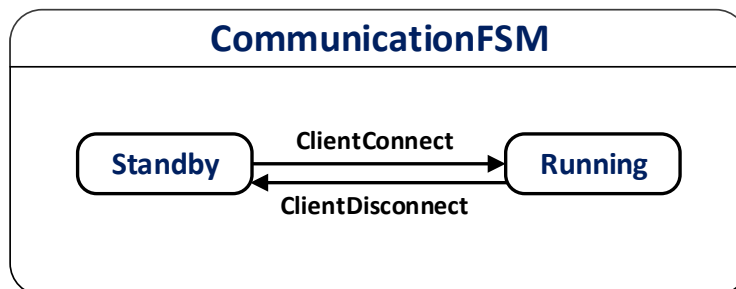 CommunicationFSM
ClientConnect
Standby
Running
ClientDisconnect